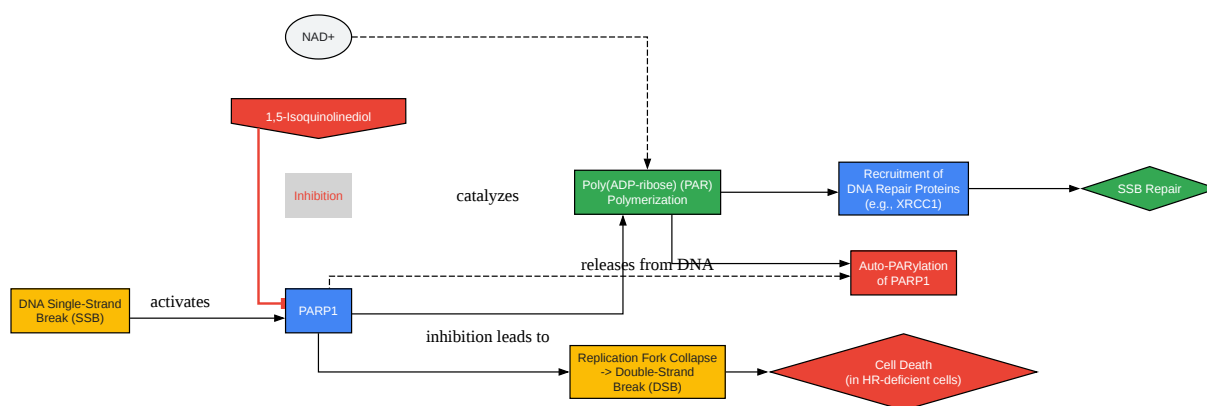 NAD+
1,5-Isoquinolinediol
Inhibition
catalyzes
Poly(ADP-ribose) (PAR)
Polymerization
Recruitment of
DNA Repair Proteins
(e.g., XRCC1)
SSB Repair
releases from DNA
Auto-PARylation
of PARP1
DNA Single-Strand
Break (SSB)
activates
PARP1
inhibition leads to
Replication Fork Collapse
-> Double-Strand
Break (DSB)
Cell Death
(in HR-deficient cells)